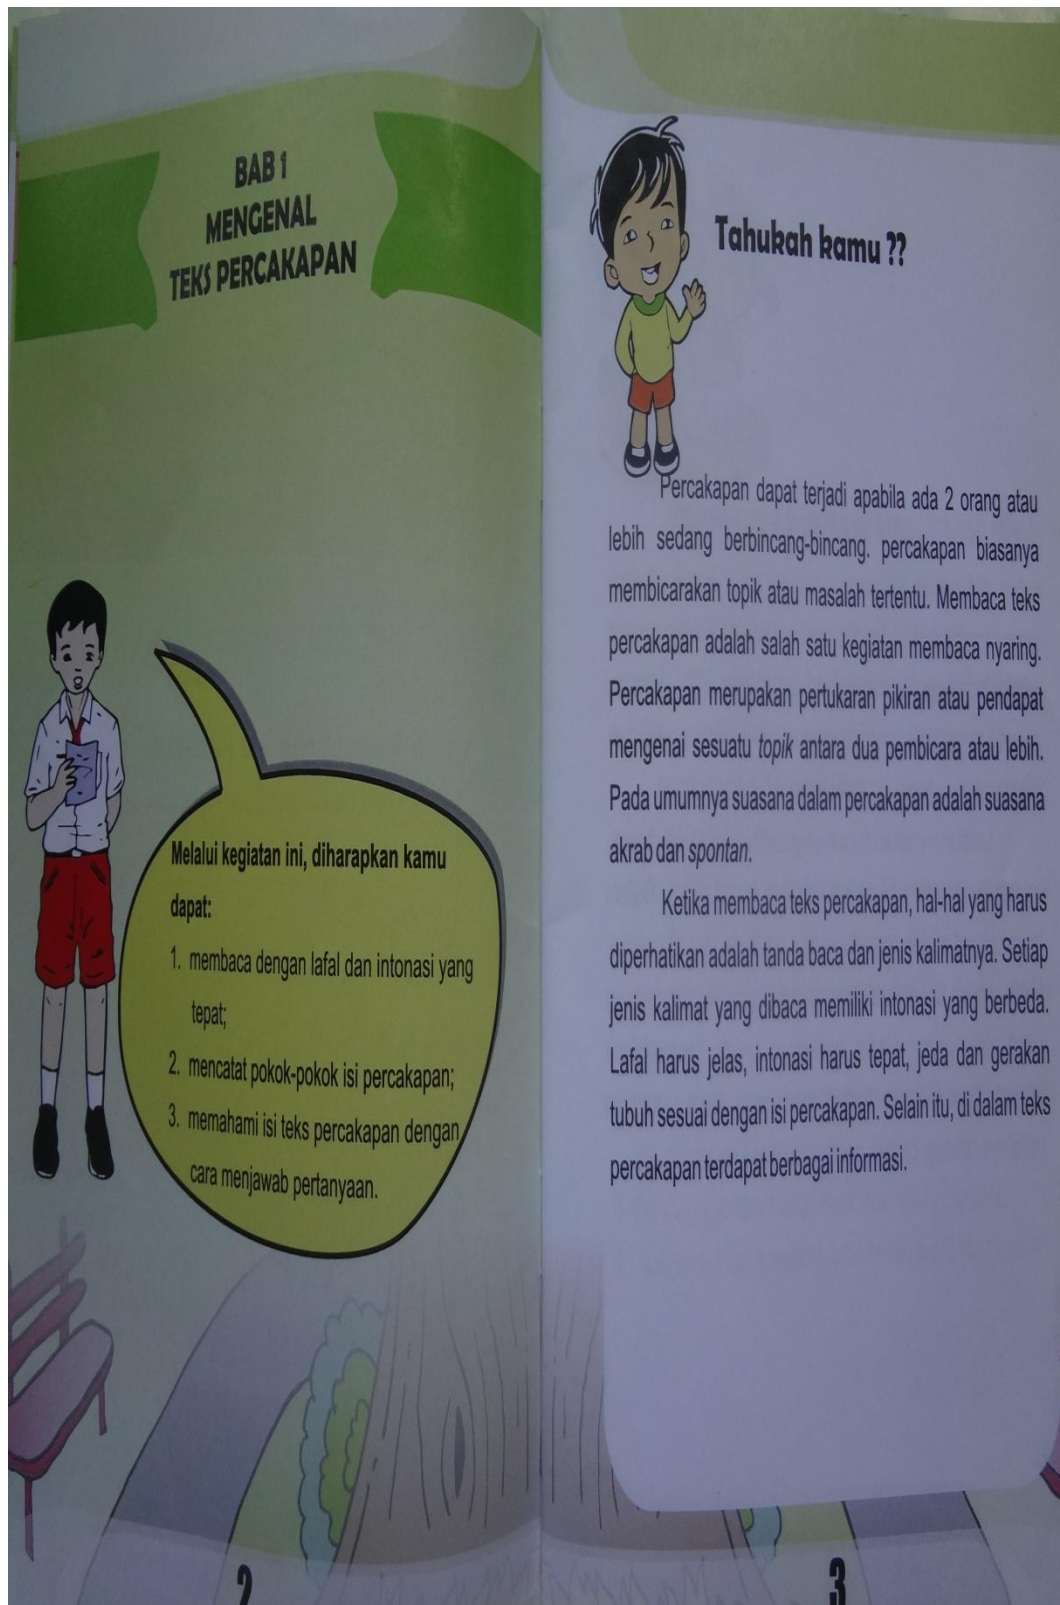 BAB 1
MENGENAL
TEKS PERCAKAPAN
Melalui kegiatan ini, diharapkan kamu
dapat:
1. membaca dengan lafal dan intonasi yang
tepat;
2. mencatat pokok-pokok isi percakapan;
3. memahami isi teks percakapan dengan
cara menjawab pertanyaan.
2
Tahukah kamu ??
Percakapan dapat terjadi apabila ada 2 orang atau
lebih sedang berbincang-bincang. percakapan biasanya
membicarakan topik atau masalah tertentu. Membaca teks
percakapan adalah salah satu kegiatan membaca nyaring.
Percakapan merupakan pertukaran pikiran atau pendapat
mengenai sesuatu topik antara dua pembicara atau lebih.
Pada umumnya suasana dalam percakapan adalah suasana
akrab dan spontan.
Ketika membaca teks percakapan, hal-hal yang harus
diperhatikan adalah tanda baca dan jenis kalimatnya. Setiap
jenis kalimat yang dibaca memiliki intonasi yang berbeda.
Lafal harus jelas, intonasi harus tepat, jeda dan gerakan
tubuh sesuai dengan isi percakapan. Selain itu, di dalam teks
percakapan terdapat berbagai informasi.
3